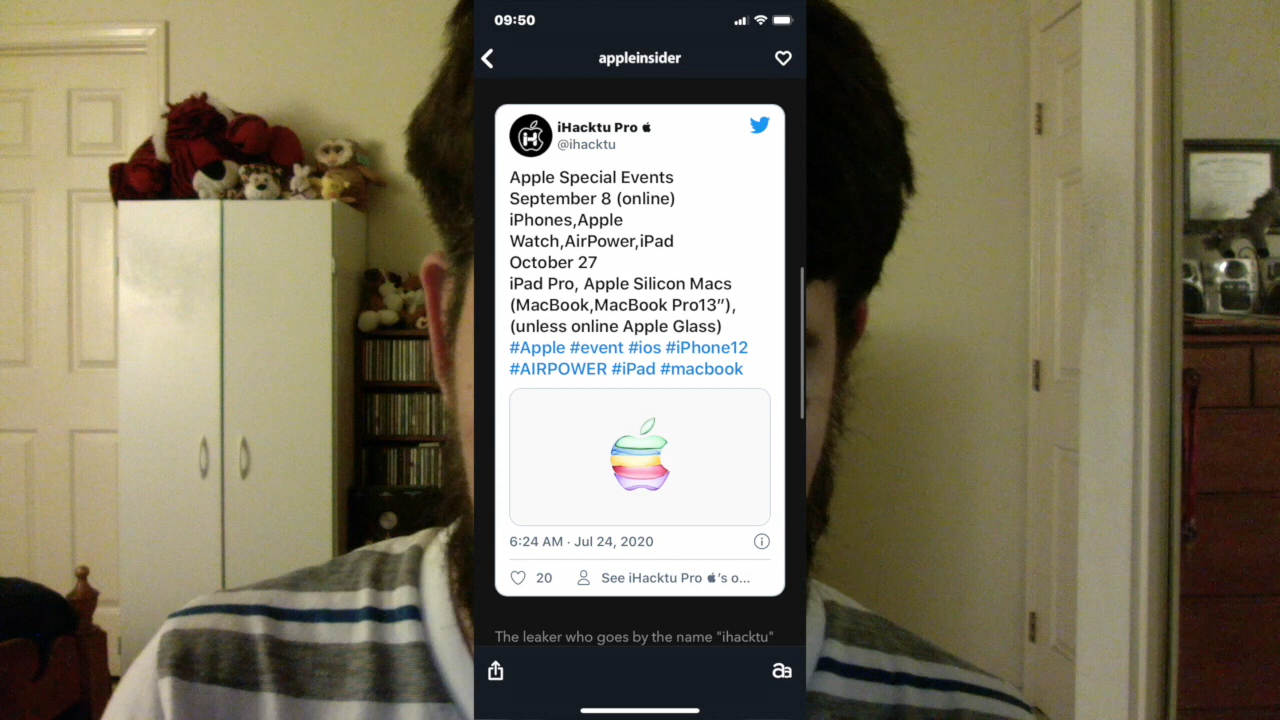 09:50
appleinsider
iHacktu Pro 
@ihacktu
Apple Special Events
September 8 (online)
iPhones,Apple
Watch,AirPower,iPad
October 27
iPad Pro, Apple Silicon Macs
(MacBook,MacBook Pro13”),
(unless online Apple Glass)
#Apple #event #ios #iPhone12
#AIRPOWER #iPad #macbook
6:24 AM · Jul 24, 2020
20 See iHacktu Pro 's o...
The leaker who goes by the name "ihacktu"
aa